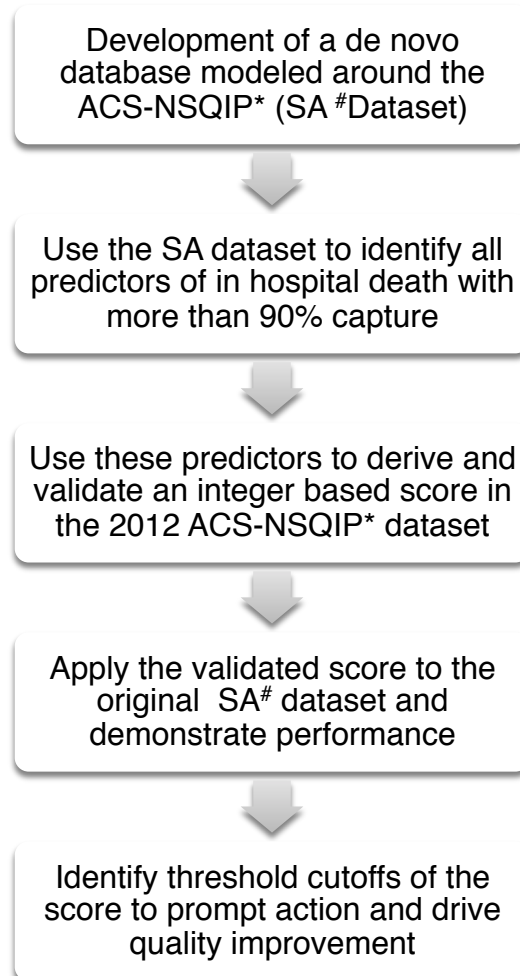 Development of a de novo
database modeled around the
ACS-NSQIP* (SA #Dataset)
Use the SA dataset to identify all
predictors of in hospital death with
more than 90% capture
Use these predictors to derive and
validate an integer based score in
the 2012 ACS-NSQIP* dataset
Apply the validated score to the
original SA# dataset and
demonstrate performance
Identify threshold cutoffs of the
score to prompt action and drive
quality improvement